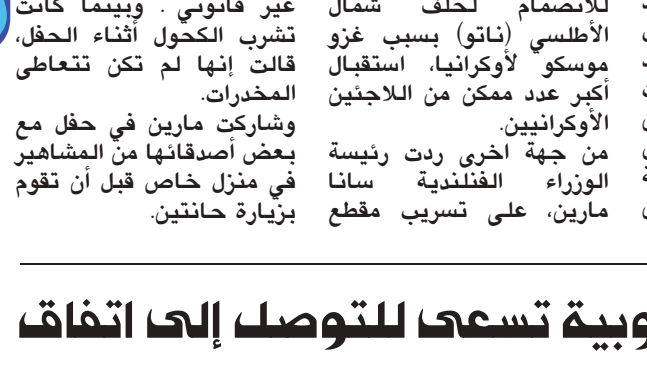 للانضمام لحلف شمال
الأطلسي (ناتو) بسبب غزو
موسكو لأوكرانيا، استقبال
أكبر عدد ممكن من اللاجئين
الأوكرانيين.
من جهة اخرى ردت رئيسة
الوزراء الفنلندية سانا
مارين، على تسريب مقطع
غير قانوني . وبينما كانت
تشرب الكحول أثناء الحفل،
قالت إنها لم تكن تتعاطى
المخدرات.
وشاركت مارين في حفل مع
بعض أصدقائها من المشاهير
في منزل خاص قبل أن تقوم
بزيارة حانتين.
وبية تسعى للتوصل إلى اتفاق